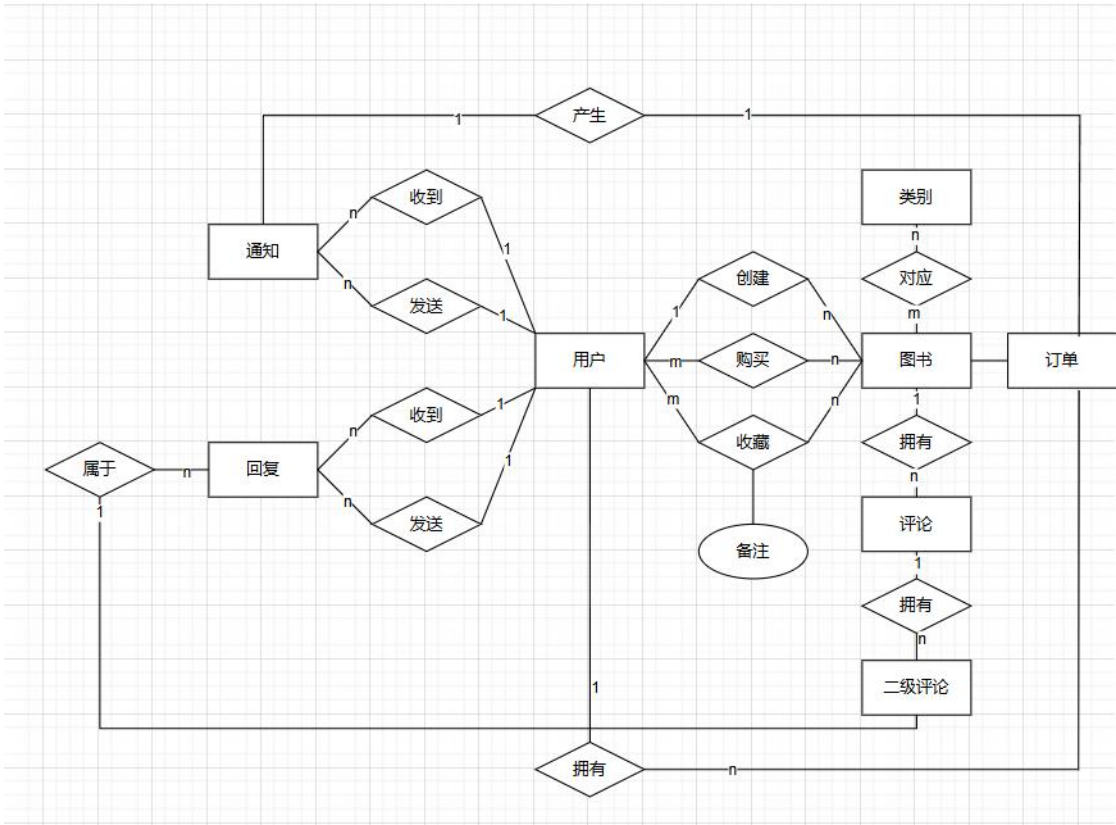 产生
1
1
收到
类别
n
n
通知
1
创建
对应
n
发送
1
1
n
m
用户
m
购买
n
图书
订单
收到
1
m
n
1
n
收藏
拥有
属于
n
回复
1
n
1
n
发送
评论
备注
1
拥有
n
1
二级评论
拥有
n